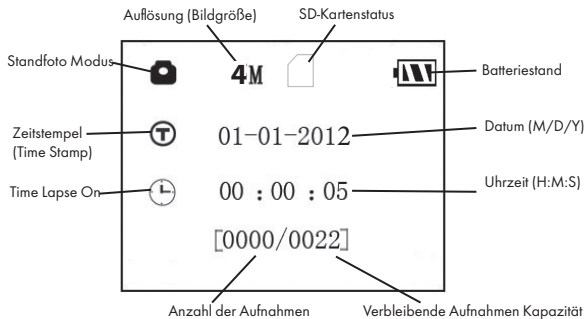 Auflösung (Bildgröße)
SD-Kartenstatus
Standfoto Modus
4M
Batteriestand
Zeitstempel
(Time Stamp)
T
01-01-2012
Datum (M/D/Y)
Time Lapse On
00 : 00 : 05
Uhrzeit (H:M:S)
[0000/0022]
Anzahl der Aufnahmen
Verbleibende Aufnahmen Kapazität